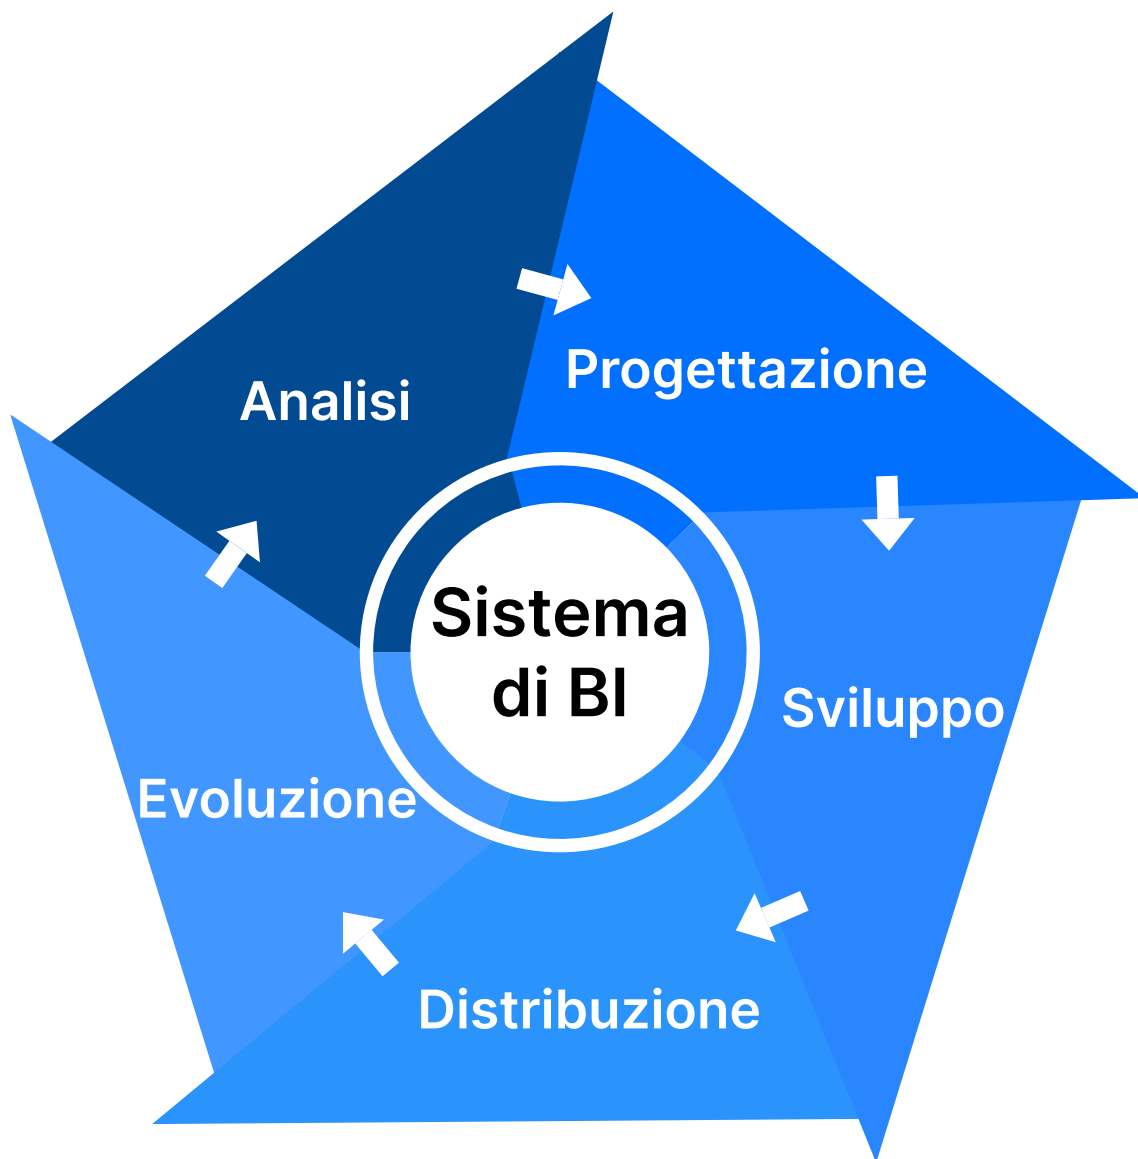 Analisi
Progettazione
Sistema
di BI
Sviluppo
Evoluzione
Distribuzione